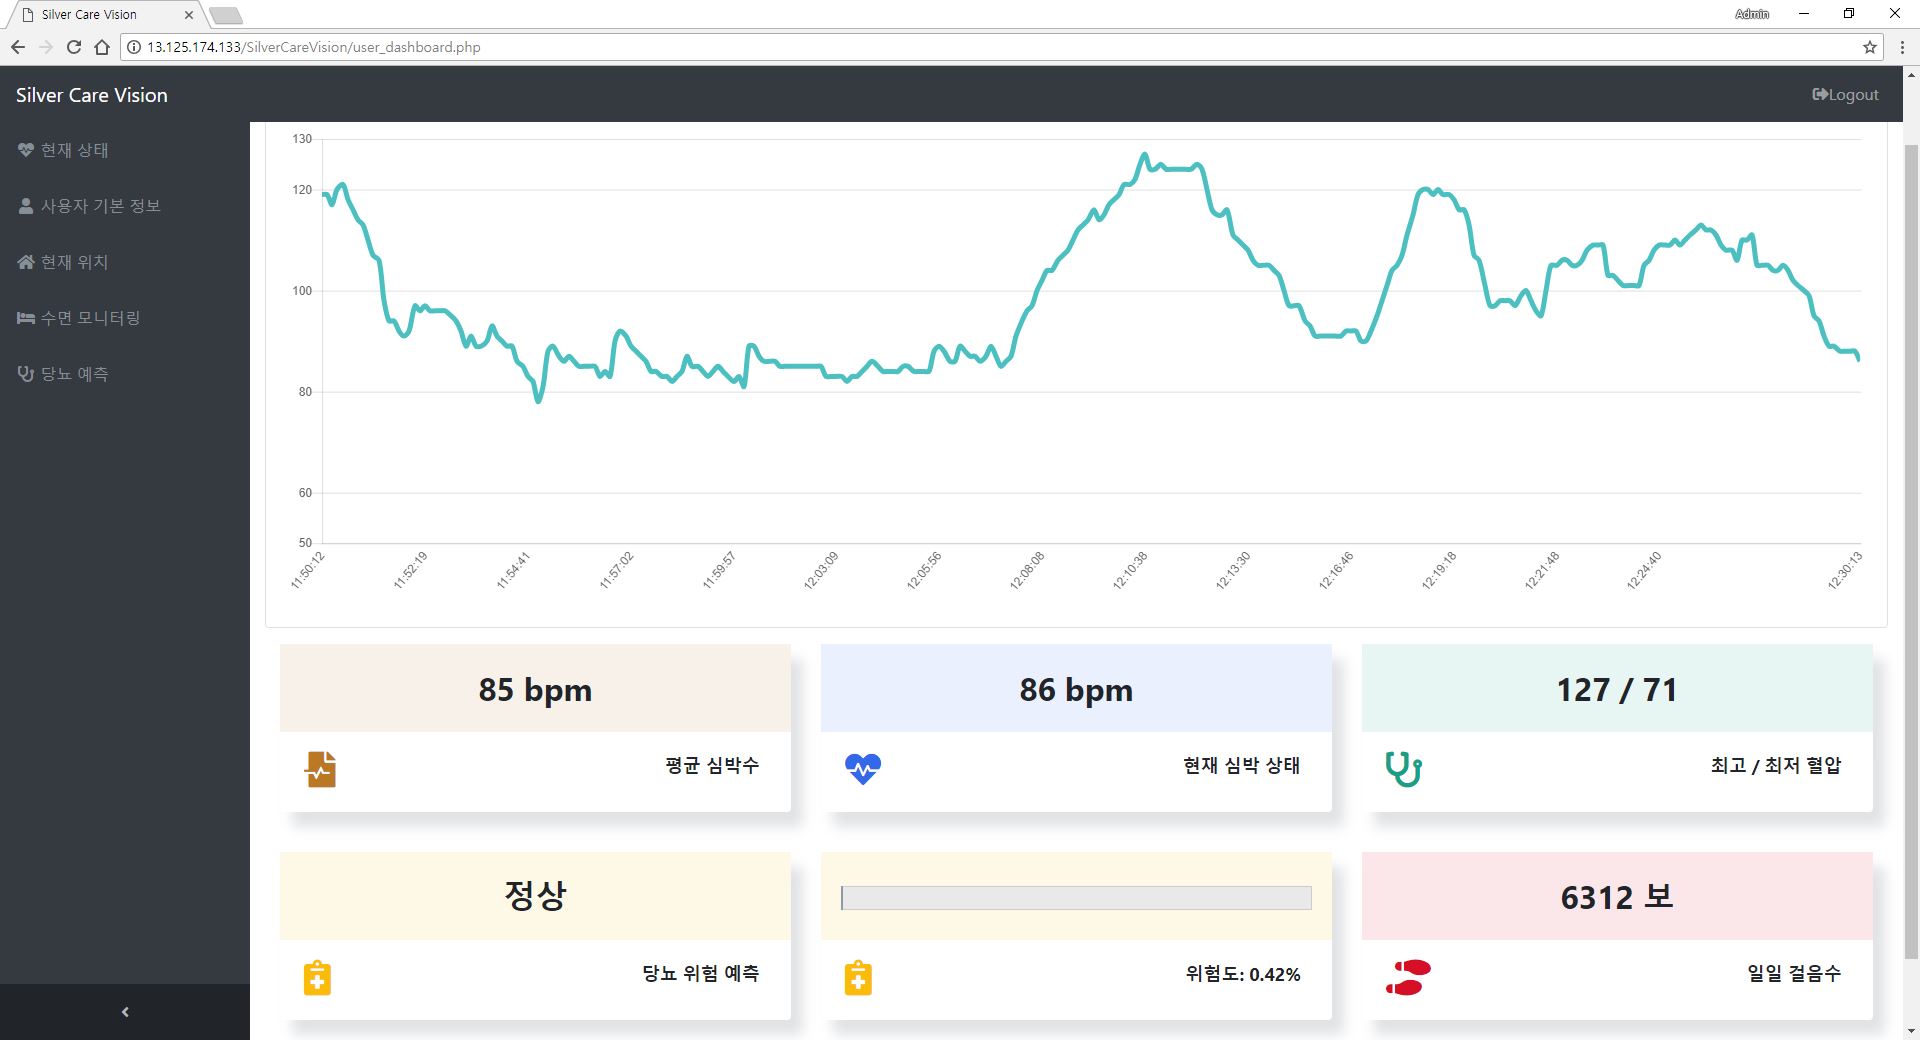 Silver Care Vision
Admin
13.125.174.133/SilverCareVision/user_dashboard.php
Silver Care Vision
Logout
현재 상태
사용자 기본 정보
현재 위치
수면 모니터링
당뇨 예측
130
120
100
80
60
50
11:50:12
11:52:19
11:54:41
11:57:02
11:59:57
12:03:09
12:05:56
12:08:08
12:10:38
12:13:30
12:16:46
12:19:18
12:21:48
12:24:40
12:30:13
85 bpm
평균 심박수
86 bpm
현재 심박 상태
127 / 71
최고 / 최저 혈압
정상
당뇨 위험 예측
위험도: 0.42%
6312 보
일일 걸음수